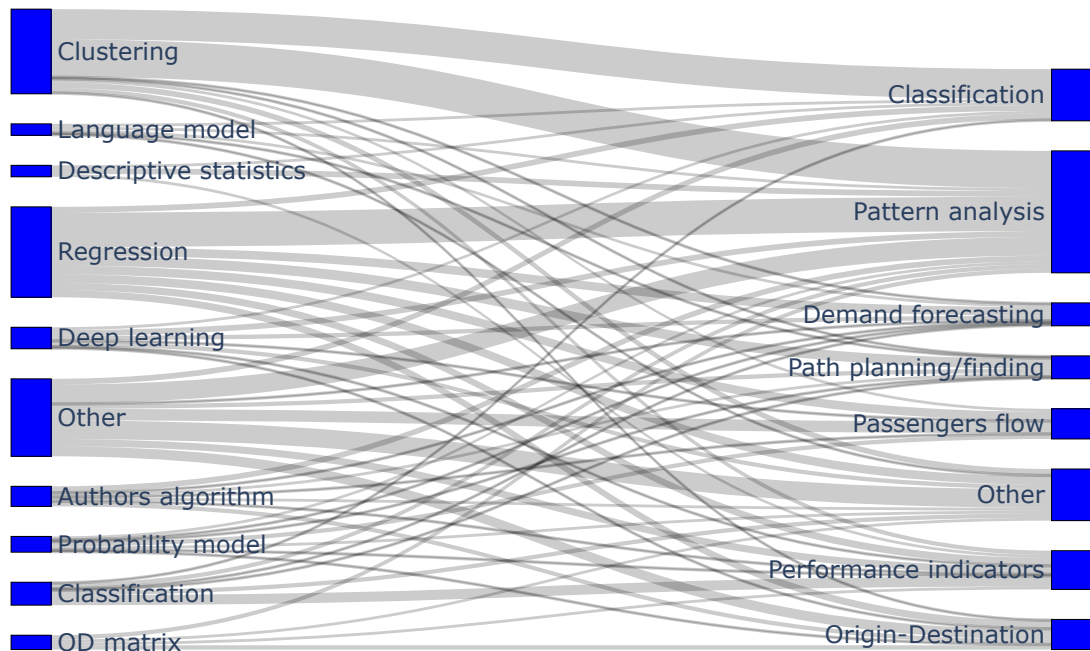 Clustering
Language model
Descriptive statistics
Regression
Deep learning
Other
Authors algorithm
Probability model
Classification
OD matrix
Classification
Pattern analysis
Demand forecasting
Path planning/finding
Passengers flow
Other
Performance indicators
Origin-Destination